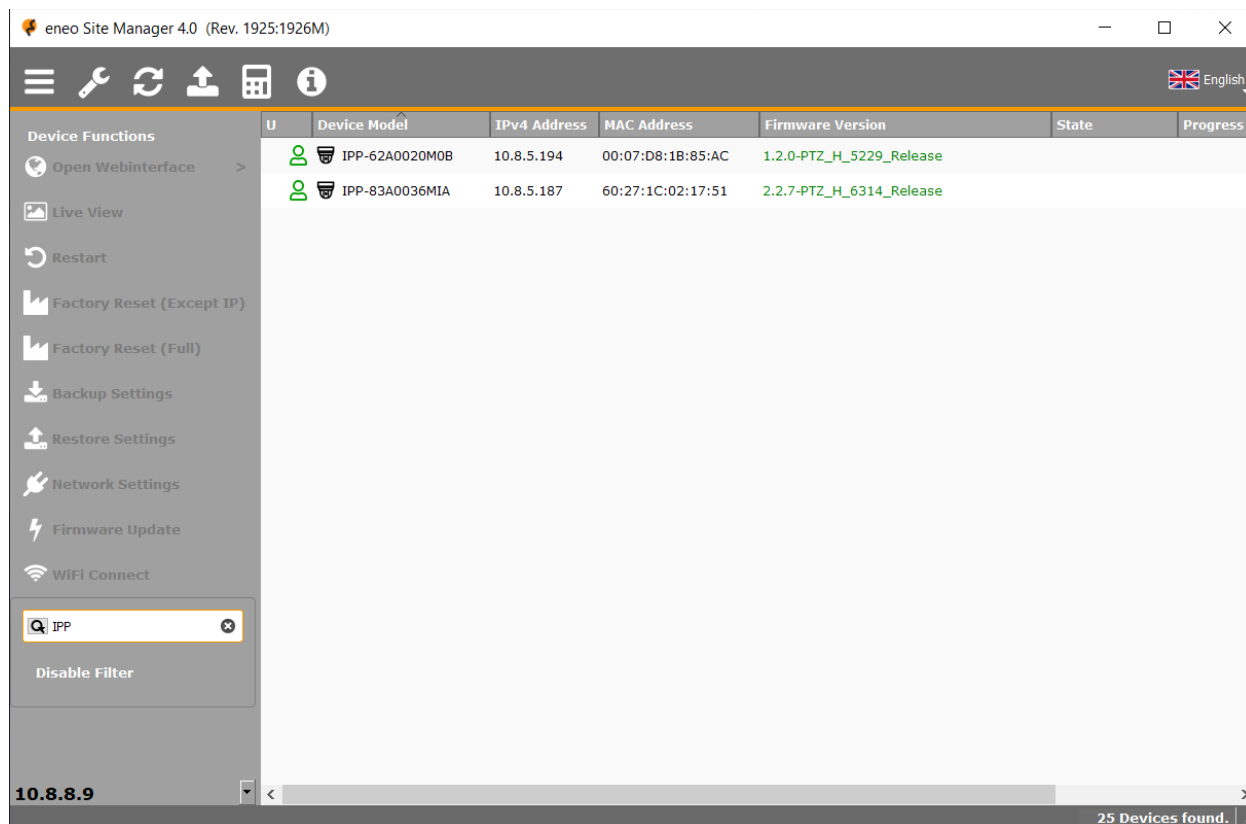 eneo Site Manager 4.0 (Rev. 1925:1926M)
English
Device Functions
Open Webinterface >
Live View
Restart
Factory Reset (Except IP)
Factory Reset (Full)
Backup Settings
Restore Settings
Network Settings
Firmware Update
WiFi Connect
IPP
Disable Filter
10.8.8.9
U Device Model IPv4 Address MAC Address Firmware Version State Progress
IPP-62A0020M0B 10.8.5.194 00:07:D8:1B:85:AC 1.2.0-PTZ_H_5229_Release
IPP-83A0036MIA 10.8.5.187 60:27:1C:02:17:51 2.2.7-PTZ_H_6314_Release
25 Devices found.